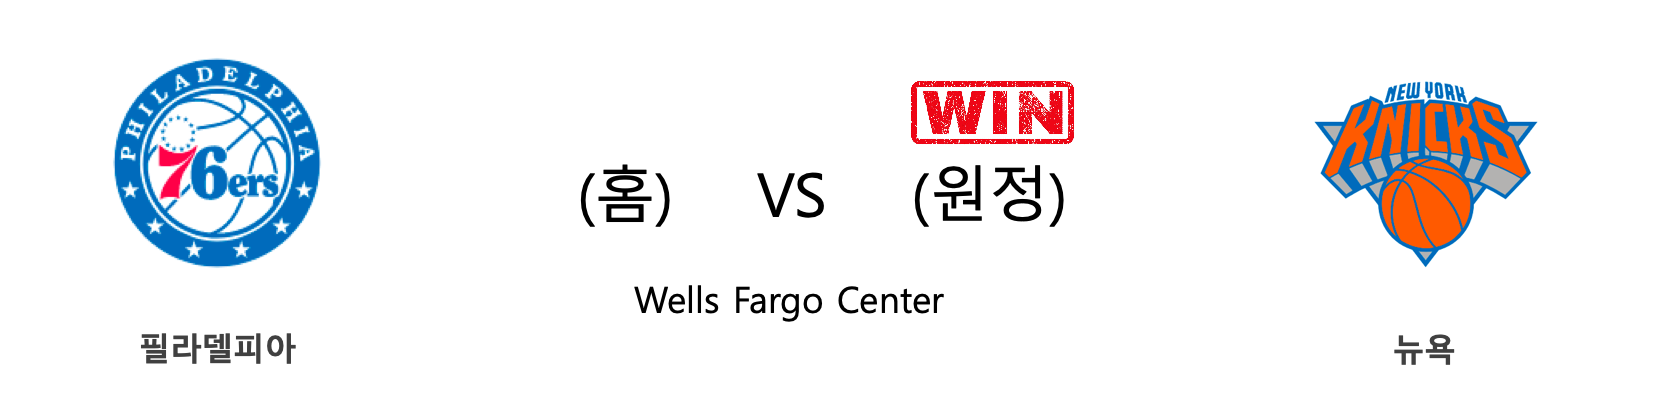 PHILADELPHIA
76ers
NEW YORK
KNICKS
WIN
(홈) VS (원정)
Wells Fargo Center
필라델피아
뉴욕